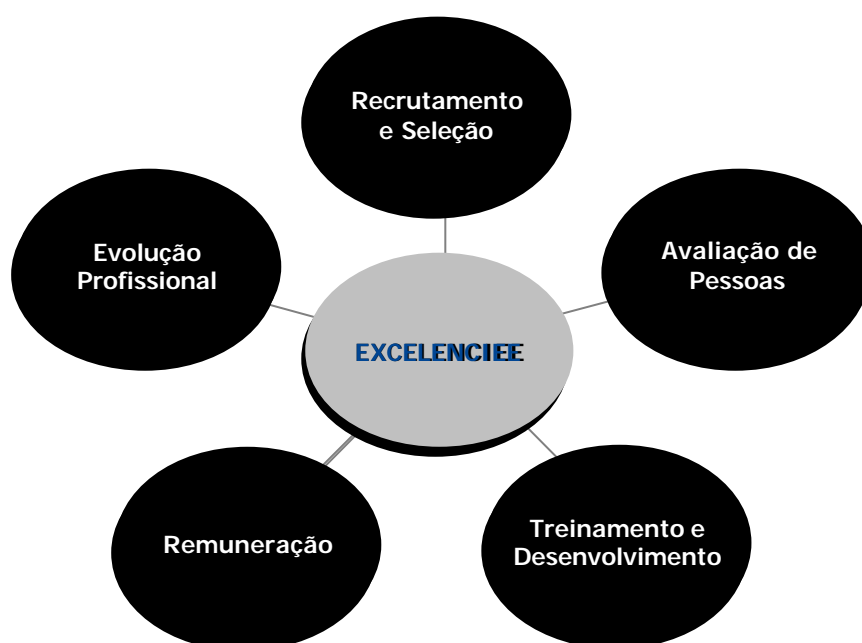 Recrutamento
e Seleção
Evolução
Profissional
Avaliação de
Pessoas
EXCELENCIEE
Remuneração
Treinamento e
Desenvolvimento